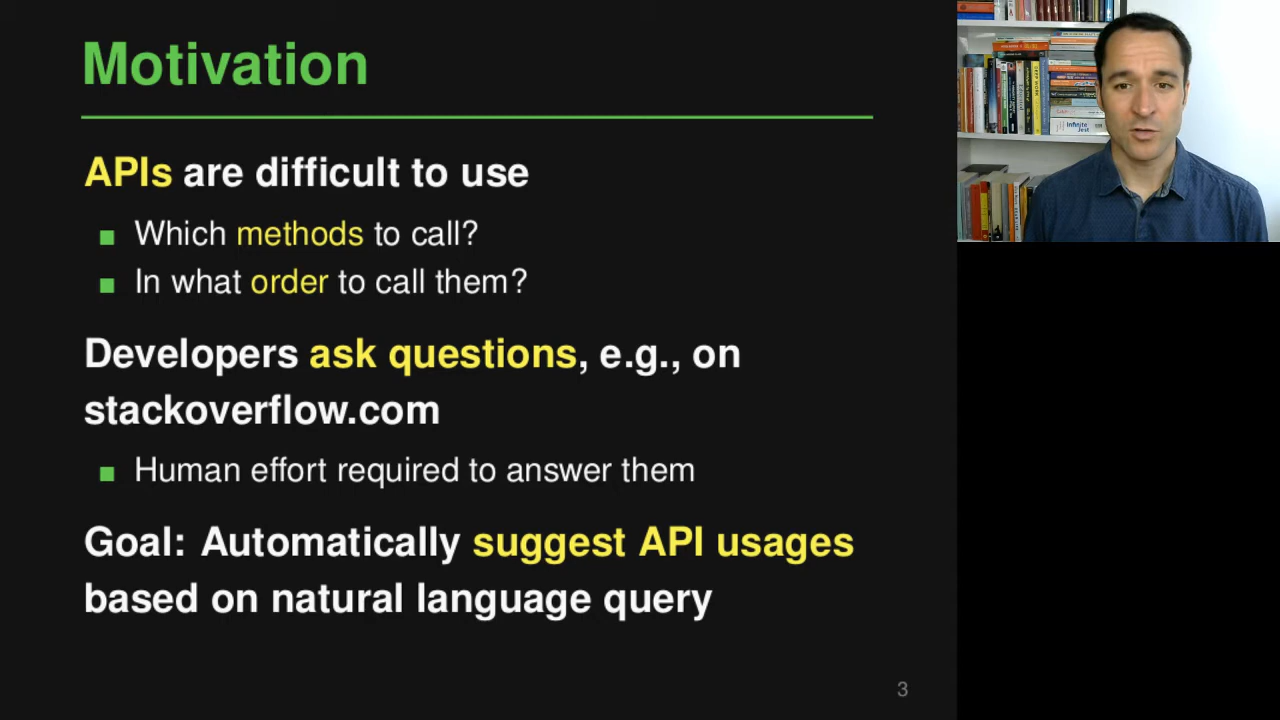 Motivation
APIs are difficult to use
■ Which methods to call?
■ In what order to call them?
Developers ask questions, e.g., on
stackoverflow.com
■ Human effort required to answer them
Goal: Automatically suggest API usages
based on natural language query
3
Infinite
Jest